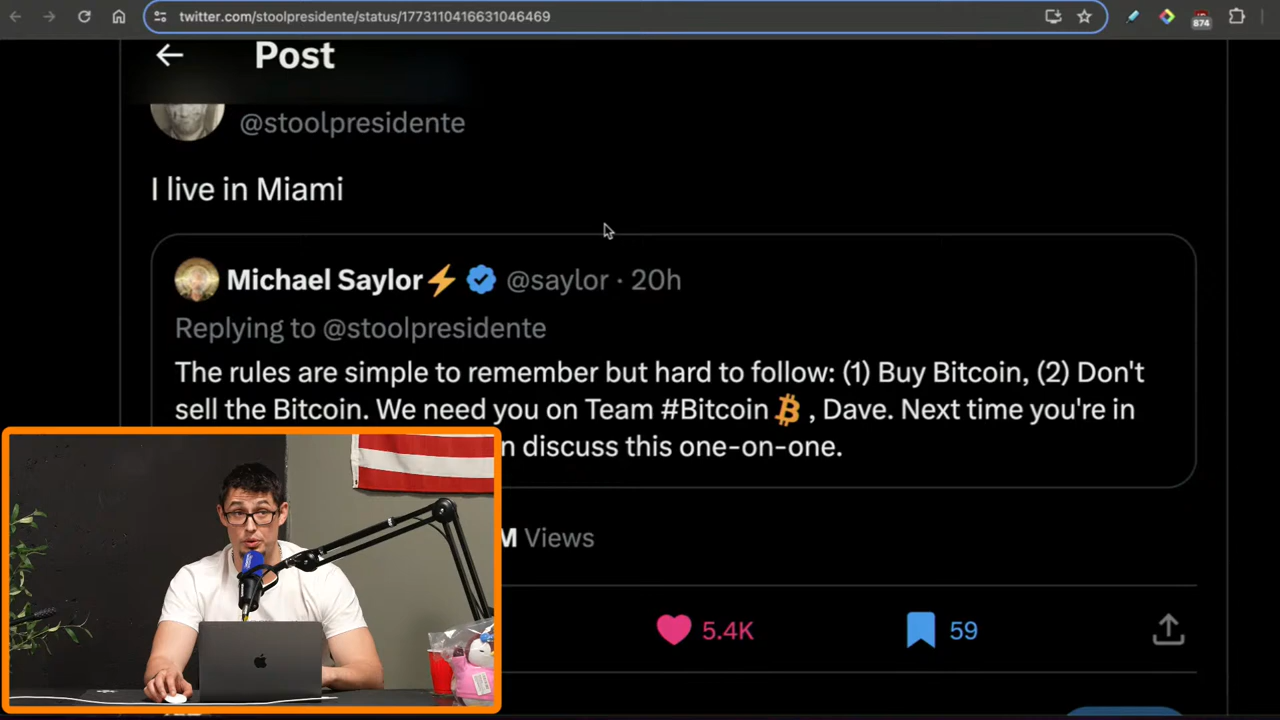 twitter.com/stoolpresidente/status/1773110416631046469
874
Post
@stoolpresidente
I live in Miami
Michael Saylor⚡ @saylor · 20h
Replying to @stoolpresidente
The rules are simple to remember but hard to follow: (1) Buy Bitcoin, (2) Don't
sell the Bitcoin. We need you on Team #Bitcoin , Dave. Next time you're in
n discuss this one-on-one.
M Views
5.4K
59